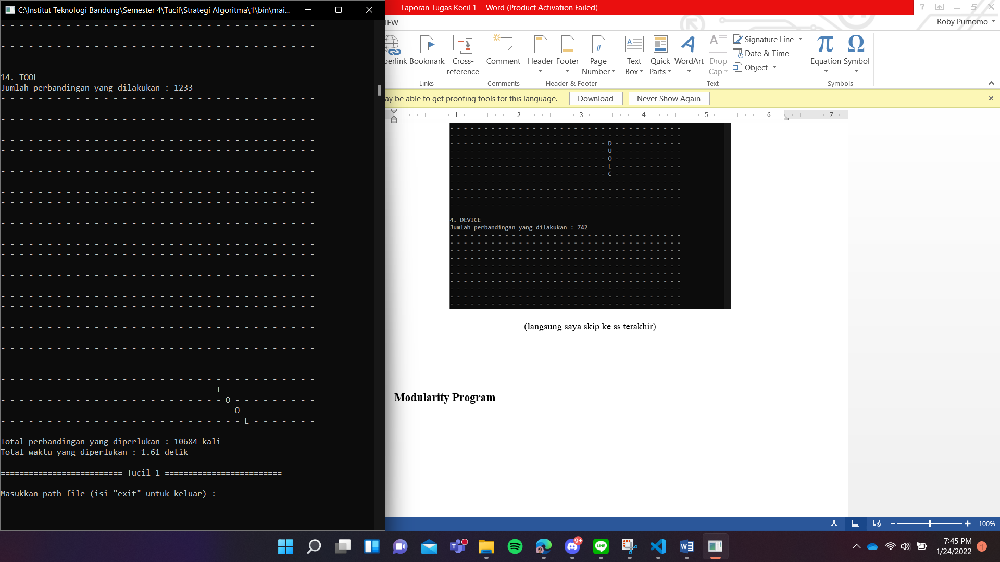 C:\Institut Teknologi Bandung\Semester 4\Tucil\Strategi Algoritma\1\bin\mai...
14. TOOL
Jumlah perbandingan yang dilakukan : 1233
T
O
O
L
Total perbandingan yang diperlukan : 10684 kali
Total waktu yang diperlukan : 1.61 detik
========================== Tucil 1 =========================
Masukkan path file (isi "exit" untuk keluar) :
Laporan Tugas Kecil 1 - Word (Product Activation Failed)
IEW
Roby Purnomo
erlink
Bookmark
Cross-
reference
Links
Comment
Comments
Header
Footer
Page
Number
Header & Footer
Text
Box
Quick
Parts
WordArt
Drop
Cap
Signature Line
Date & Time
Object
Text
Equation
Symbol
Symbols
ay be able to get proofing tools for this language.
Download
Never Show Again
1 2 3 4 5 6 7
D
U
O
L
C
4. DEVICE
Jumlah perbandingan yang dilakukan : 742
(langsung saya skip ke ss terakhir)
Modularity Program
100%
9+
7:45 PM
1/24/2022
1